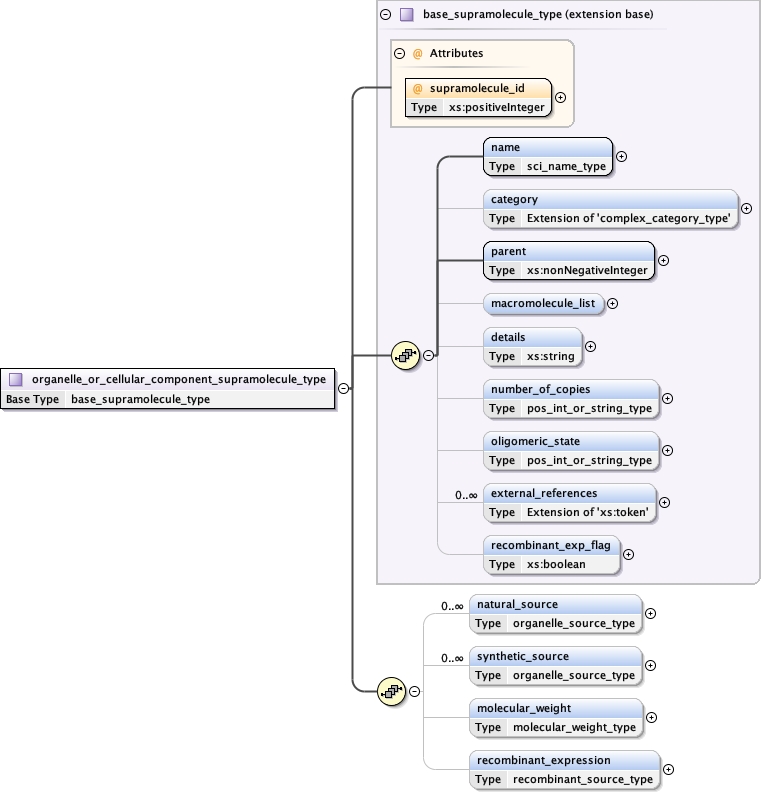 base_supramolecule_type (extension base)
@ Attributes
@ supramolecule_id
Type xs:positiveInteger
name
Type sci_name_type
category
Type Extension of 'complex_category_type'
parent
Type xs:nonNegativeInteger
macromolecule_list
details
Type xs:string
organelle_or_cellular_component_supramolecule_type
Base Type base_supramolecule_type
number_of_copies
Type pos_int_or_string_type
oligomeric_state
Type pos_int_or_string_type
0..∞ external_references
Type Extension of 'xs:token'
recombinant_exp_flag
Type xs:boolean
0..∞ natural_source
Type organelle_source_type
0..∞ synthetic_source
Type organelle_source_type
molecular_weight
Type molecular_weight_type
recombinant_expression
Type recombinant_source_type